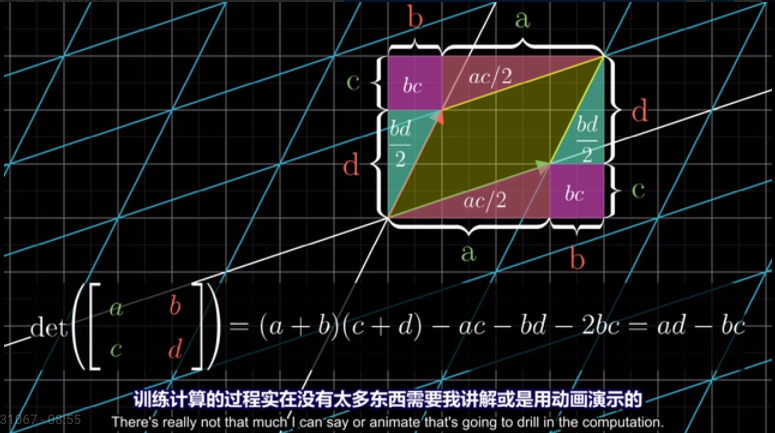 b a
c bc ac/2
d bd/2 bd/2 d
ac/2 bc c
a b
det([a b; c d]) = (a + b)(c + d) − ac − bd − 2bc = ad − bc
训练计算的过程实在没有太多东西需要我讲解或是用动画演示的
There's really not that much I can say or animate that's going to drill in the computation.